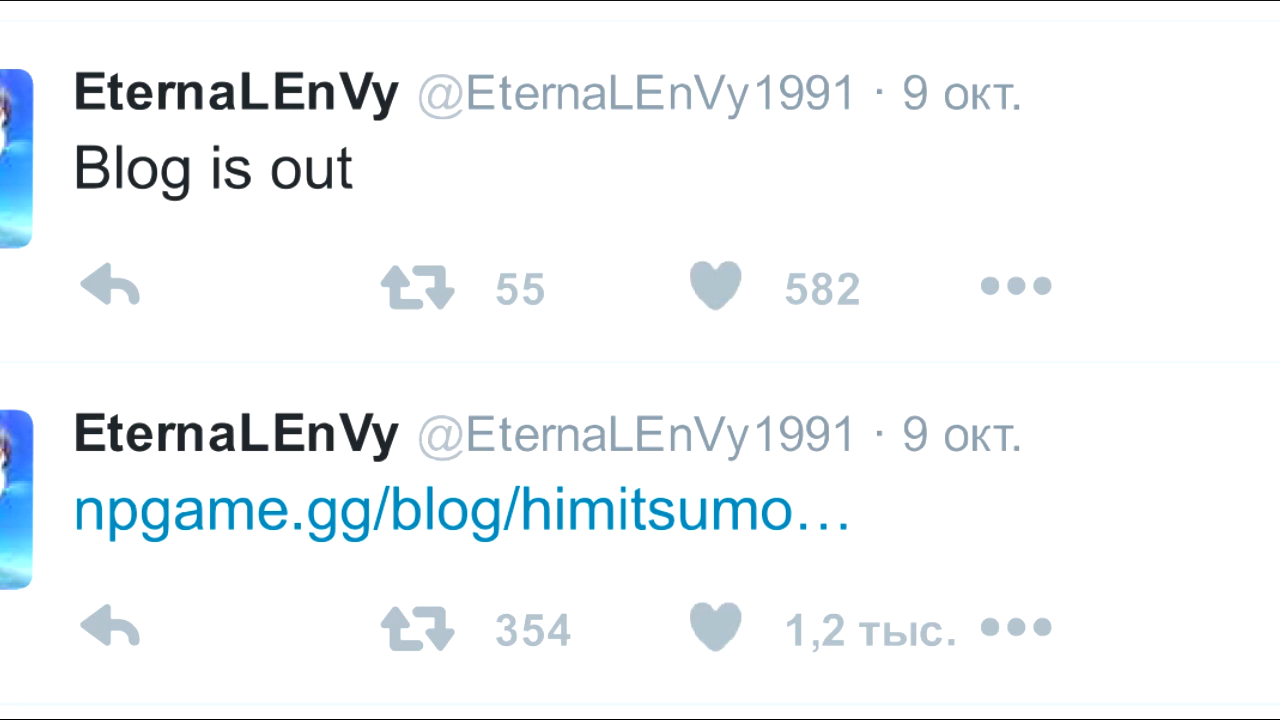 EternaLEnVy @EternaLEnVy1991 · 9 окт.
Blog is out
55 582
EternaLEnVy @EternaLEnVy1991 · 9 окт.
npgame.gg/blog/himitsumo…
354 1,2 тыс.